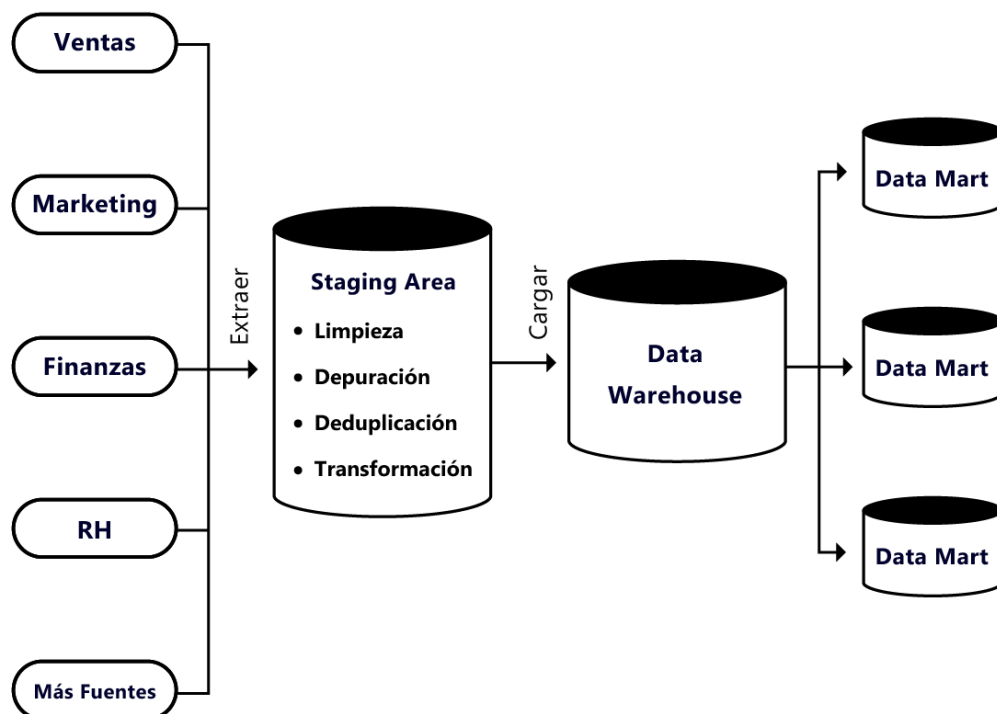 Ventas
Marketing
Finanzas
RH
Más Fuentes
Extraer
Staging Area
• Limpieza
• Depuración
• Deduplicación
• Transformación
Cargar
Data
Warehouse
Data Mart
Data Mart
Data Mart